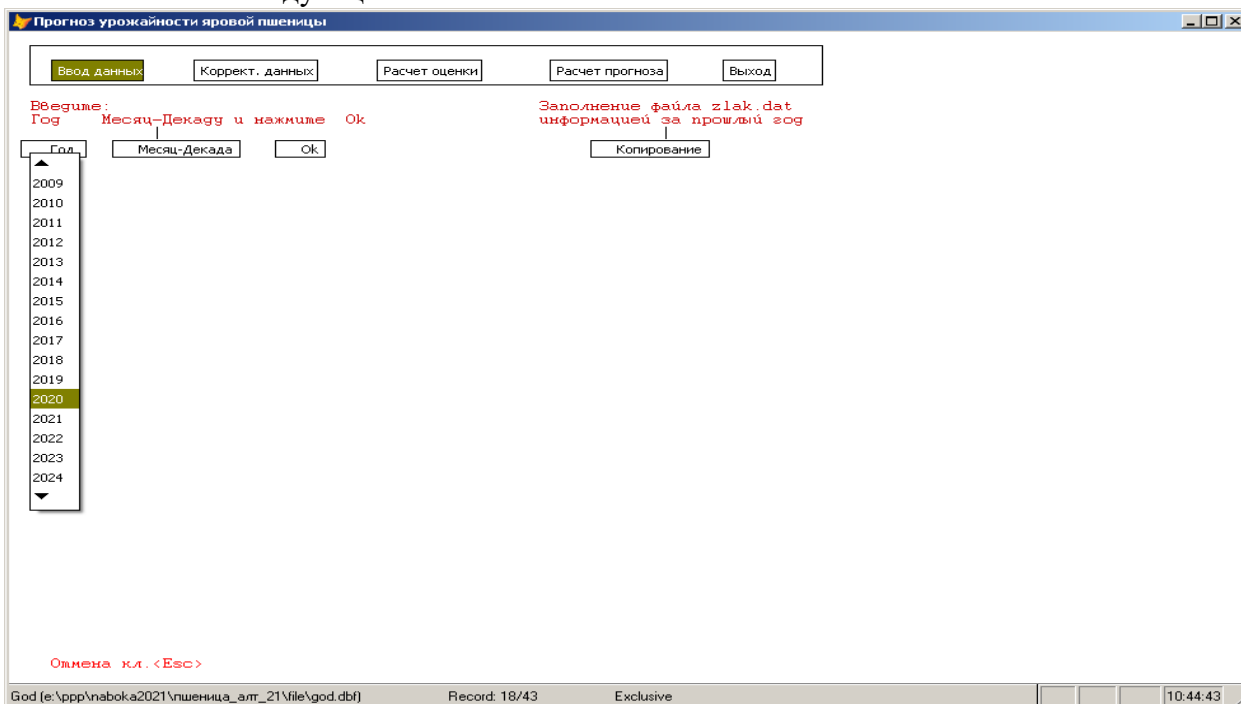 Прогноз урожайности яровой пшеницы
Ввод данных Коррект. данных Расчет оценки Расчет прогноза Выход
Введите: Заполнение файла zlak.dat
Год Месяц-Декаду и нажмите Ok информацией за прошлый год
Год Месяц-Декада Ok Копирование
2009
2010
2011
2012
2013
2014
2015
2016
2017
2018
2019
2020
2021
2022
2023
2024
Отмена кл.<Esc>
God (e:\ppp\naboka2021\пшеница_алт_21\file\god.dbf) Record: 18/43 Exclusive 10:44:43